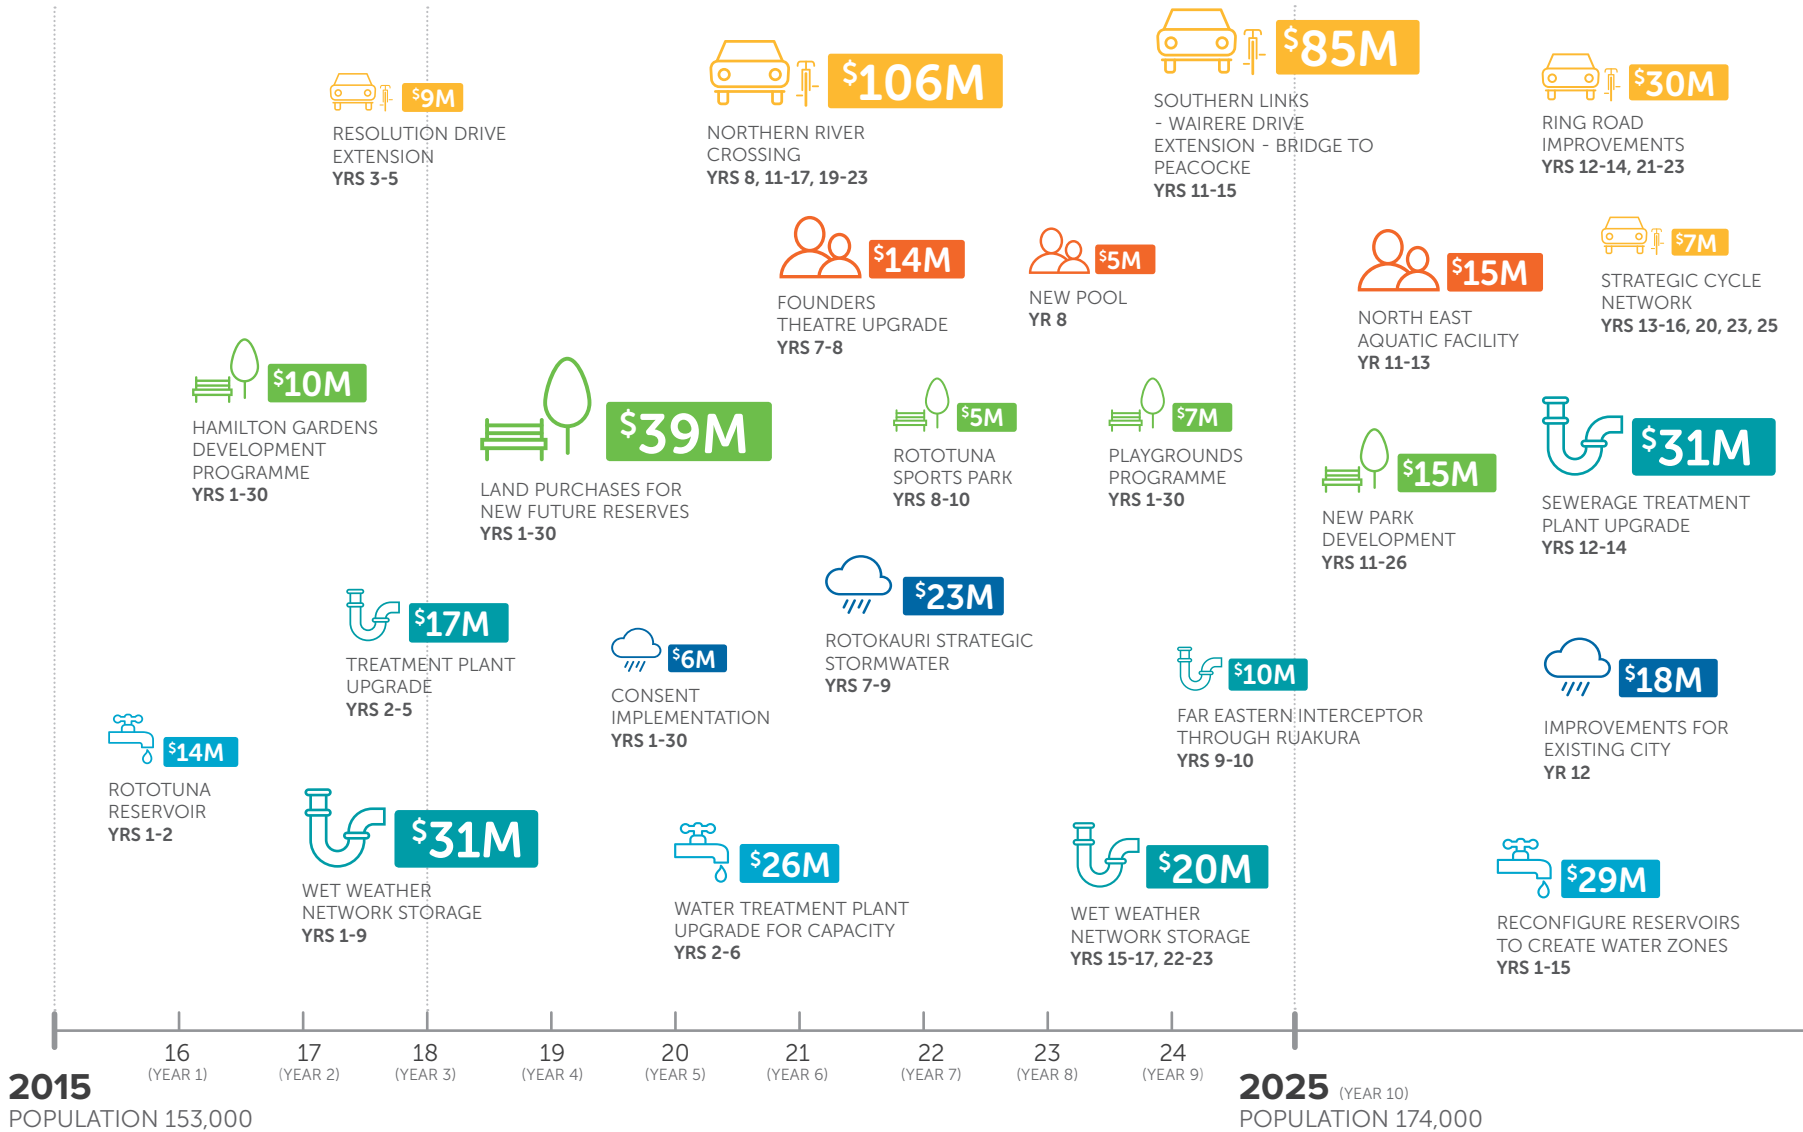 $9M
RESOLUTION DRIVE
EXTENSION
YRS 3-5
$106M
NORTHERN RIVER
CROSSING
YRS 8, 11-17, 19-23
$85M
SOUTHERN LINKS
- WAIRERE DRIVE
EXTENSION - BRIDGE TO
PEACOCKE
YRS 11-15
$30M
RING ROAD
IMPROVEMENTS
YRS 12-14, 21-23
$14M
FOUNDERS
THEATRE UPGRADE
YRS 7-8
$5M
NEW POOL
YR 8
$15M
NORTH EAST
AQUATIC FACILITY
YR 11-13
$7M
STRATEGIC CYCLE
NETWORK
YRS 13-16, 20, 23, 25
$10M
HAMILTON GARDENS
DEVELOPMENT
PROGRAMME
YRS 1-30
$39M
LAND PURCHASES FOR
NEW FUTURE RESERVES
YRS 1-30
$5M
ROTOTUNA
SPORTS PARK
YRS 8-10
$7M
PLAYGROUNDS
PROGRAMME
YRS 1-30
$15M
NEW PARK
DEVELOPMENT
YRS 11-26
$31M
SEWERAGE TREATMENT
PLANT UPGRADE
YRS 12-14
$17M
TREATMENT PLANT
UPGRADE
YRS 2-5
$6M
CONSENT
IMPLEMENTATION
YRS 1-30
$23M
ROTOKAURI STRATEGIC
STORMWATER
YRS 7-9
$10M
FAR EASTERN INTERCEPTOR
THROUGH RUAKURA
YRS 9-10
$18M
IMPROVEMENTS FOR
EXISTING CITY
YR 12
$14M
ROTOTUNA
RESERVOIR
YRS 1-2
$31M
WET WEATHER
NETWORK STORAGE
YRS 1-9
$26M
WATER TREATMENT PLANT
UPGRADE FOR CAPACITY
YRS 2-6
$20M
WET WEATHER
NETWORK STORAGE
YRS 15-17, 22-23
$29M
RECONFIGURE RESERVOIRS
TO CREATE WATER ZONES
YRS 1-15
16 17 18 19 20 21 22 23 24
(YEAR 1) (YEAR 2) (YEAR 3) (YEAR 4) (YEAR 5) (YEAR 6) (YEAR 7) (YEAR 8) (YEAR 9)
2015
POPULATION 153,000
2025 (YEAR 10)
POPULATION 174,000